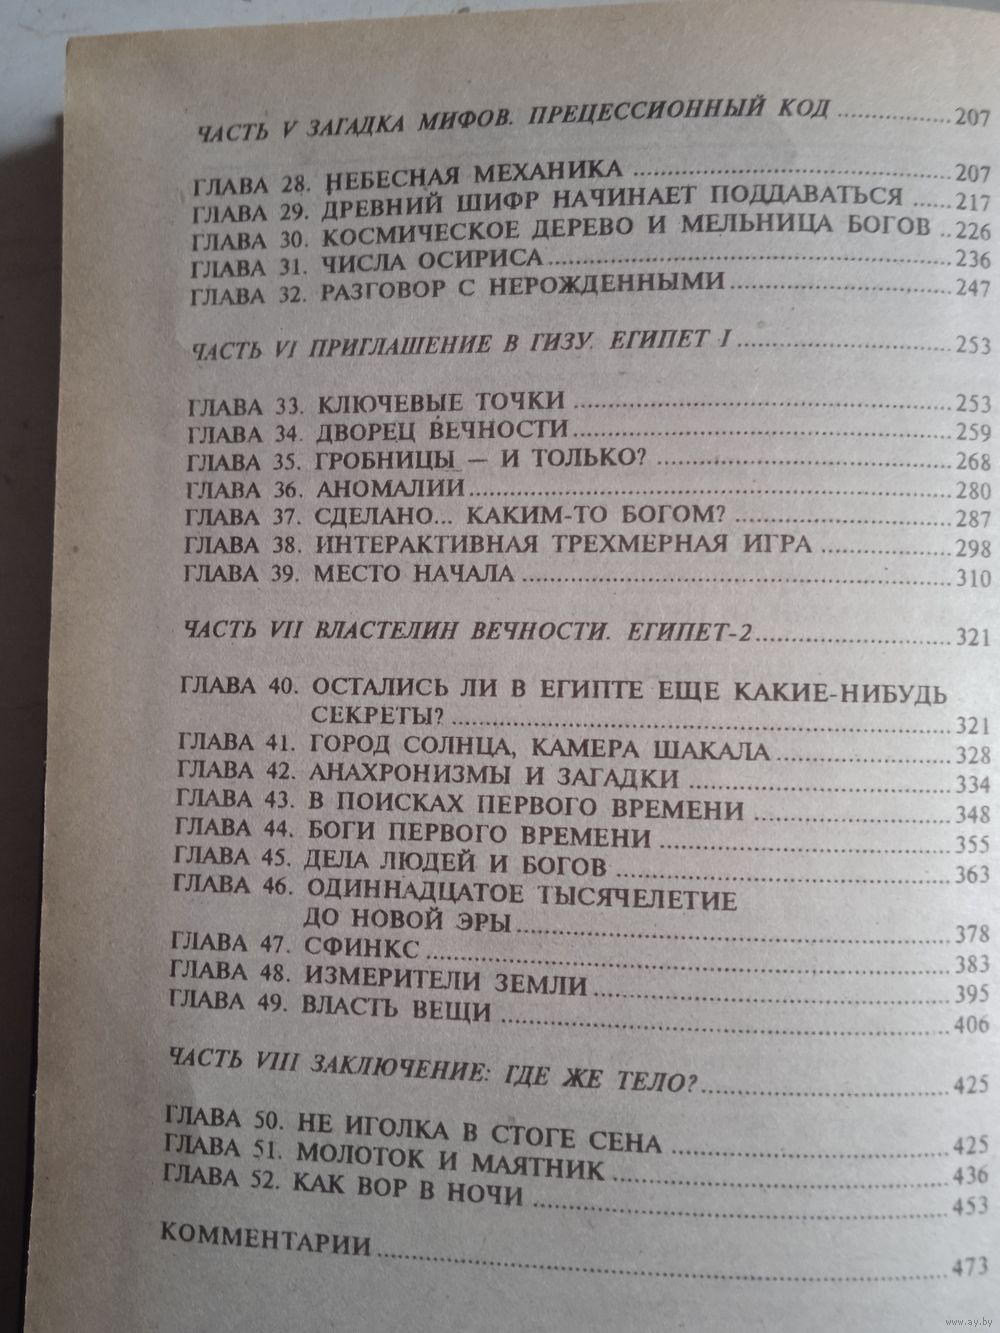 ЧАСТЬ V ЗАГАДКА МИФОВ. ПРЕЦЕССИОННЫЙ КОД ................207
ГЛАВА 28. НЕБЕСНАЯ МЕХАНИКА ................207
ГЛАВА 29. ДРЕВНИЙ ШИФР НАЧИНАЕТ ПОДДАВАТЬСЯ ......217
ГЛАВА 30. КОСМИЧЕСКОЕ ДЕРЕВО И МЕЛЬНИЦА БОГОВ ..226
ГЛАВА 31. ЧИСЛА ОСИРИСА................236
ГЛАВА 32. РАЗГОВОР С НЕРОЖДЕННЫМИ................247
ЧАСТЬ VI ПРИГЛАШЕНИЕ В ГИЗУ. ЕГИПЕТ I................253
ГЛАВА 33. КЛЮЧЕВЫЕ ТОЧКИ ................253
ГЛАВА 34. ДВОРЕЦ ВЕЧНОСТИ................259
ГЛАВА 35. ГРОБНИЦЫ — И ТОЛЬКО? ................268
ГЛАВА 36. АНОМАЛИИ................280
ГЛАВА 37. СДЕЛАНО... КАКИМ-ТО БОГОМ? ................287
ГЛАВА 38. ИНТЕРАКТИВНАЯ ТРЕХМЕРНАЯ ИГРА ................298
ГЛАВА 39. МЕСТО НАЧАЛА ................310
ЧАСТЬ VII ВЛАСТЕЛИН ВЕЧНОСТИ. ЕГИПЕТ-2................321
ГЛАВА 40. ОСТАЛИСЬ ЛИ В ЕГИПТЕ ЕЩЕ КАКИЕ-НИБУДЬ
СЕКРЕТЫ? ................321
ГЛАВА 41. ГОРОД СОЛНЦА, КАМЕРА ШАКАЛА................328
ГЛАВА 42. АНАХРОНИЗМЫ И ЗАГАДКИ ................334
ГЛАВА 43. В ПОИСКАХ ПЕРВОГО ВРЕМЕНИ ................348
ГЛАВА 44. БОГИ ПЕРВОГО ВРЕМЕНИ ................355
ГЛАВА 45. ДЕЛА ЛЮДЕЙ И БОГОВ ................363
ГЛАВА 46. ОДИННАДЦАТОЕ ТЫСЯЧЕЛЕТИЕ
ДО НОВОЙ ЭРЫ................378
ГЛАВА 47. СФИНКС ................383
ГЛАВА 48. ИЗМЕРИТЕЛИ ЗЕМЛИ................395
ГЛАВА 49. ВЛАСТЬ ВЕЩИ ................406
ЧАСТЬ VIII ЗАКЛЮЧЕНИЕ: ГДЕ ЖЕ ТЕЛО?................425
ГЛАВА 50. НЕ ИГОЛКА В СТОГЕ СЕНА ................425
ГЛАВА 51. МОЛОТОК И МАЯТНИК................436
ГЛАВА 52. КАК ВОР В НОЧИ ................453
КОММЕНТАРИИ................473
www.ay.by